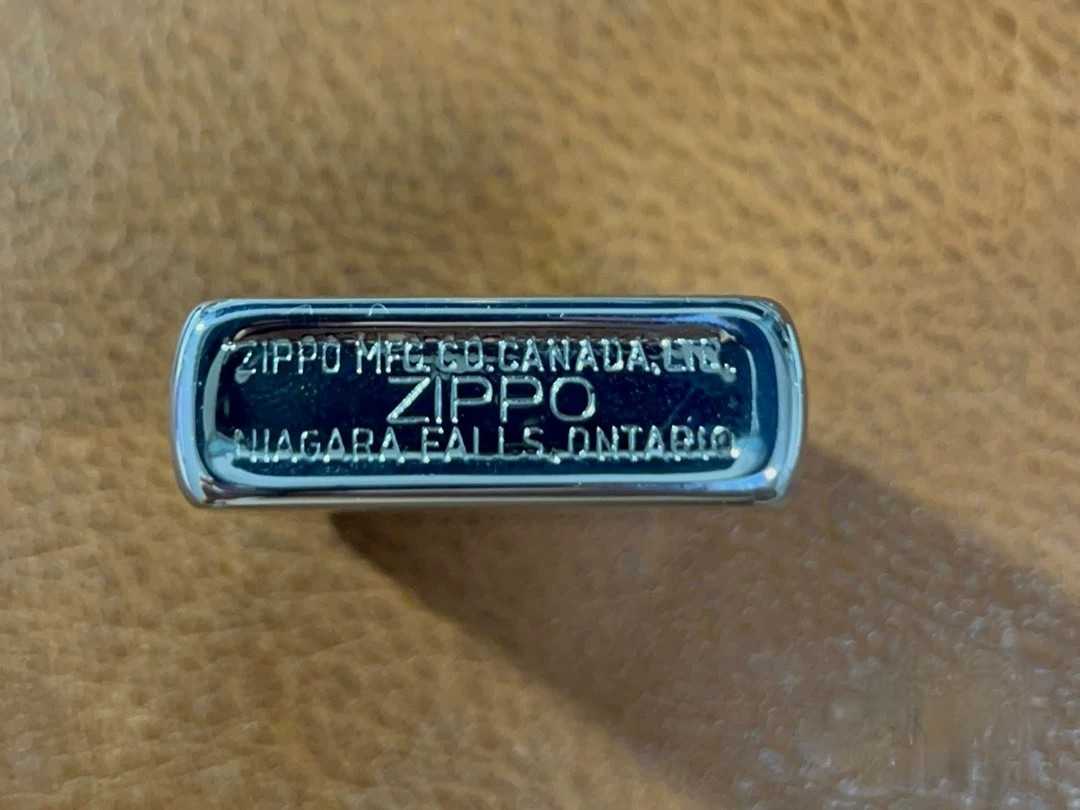 ZIPPO MFG.CO.CANADA,LTD.
ZIPPO
NIAGARA FALLS, ONTARIO